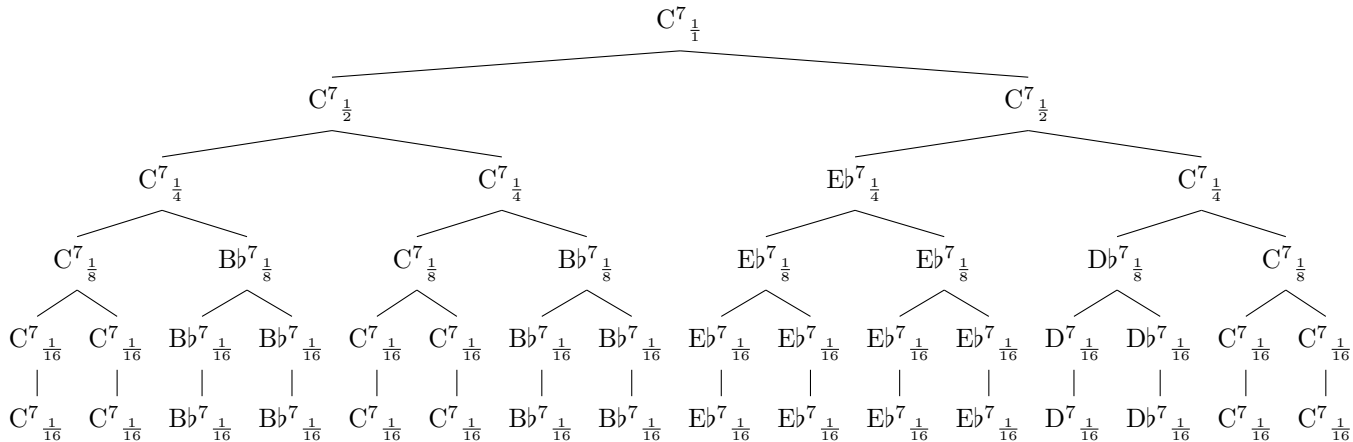 C⁷ 1/1
C⁷ 1/2 C⁷ 1/2
C⁷ 1/4 C⁷ 1/4 E♭⁷ 1/4 C⁷ 1/4
C⁷ 1/8 B♭⁷ 1/8 C⁷ 1/8 B♭⁷ 1/8 E♭⁷ 1/8 E♭⁷ 1/8 D♭⁷ 1/8 C⁷ 1/8
C⁷ 1/16 C⁷ 1/16 B♭⁷ 1/16 B♭⁷ 1/16 C⁷ 1/16 C⁷ 1/16 B♭⁷ 1/16 B♭⁷ 1/16 E♭⁷ 1/16 E♭⁷ 1/16 E♭⁷ 1/16 E♭⁷ 1/16 D⁷ 1/16 D♭⁷ 1/16 C⁷ 1/16 C⁷ 1/16
C⁷ 1/16 C⁷ 1/16 B♭⁷ 1/16 B♭⁷ 1/16 C⁷ 1/16 C⁷ 1/16 B♭⁷ 1/16 B♭⁷ 1/16 E♭⁷ 1/16 E♭⁷ 1/16 E♭⁷ 1/16 E♭⁷ 1/16 D⁷ 1/16 D♭⁷ 1/16 C⁷ 1/16 C⁷ 1/16